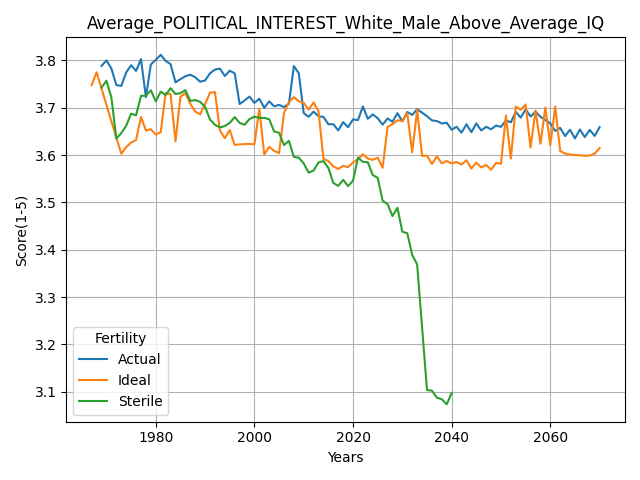 Average_POLITICAL_INTEREST_White_Male_Above_Average_IQ
Score(1-5)
3.8
3.7
3.6
3.5
3.4
3.3
3.2
3.1
Fertility
Actual
Ideal
Sterile
1980 2000 2020 2040 2060
Years